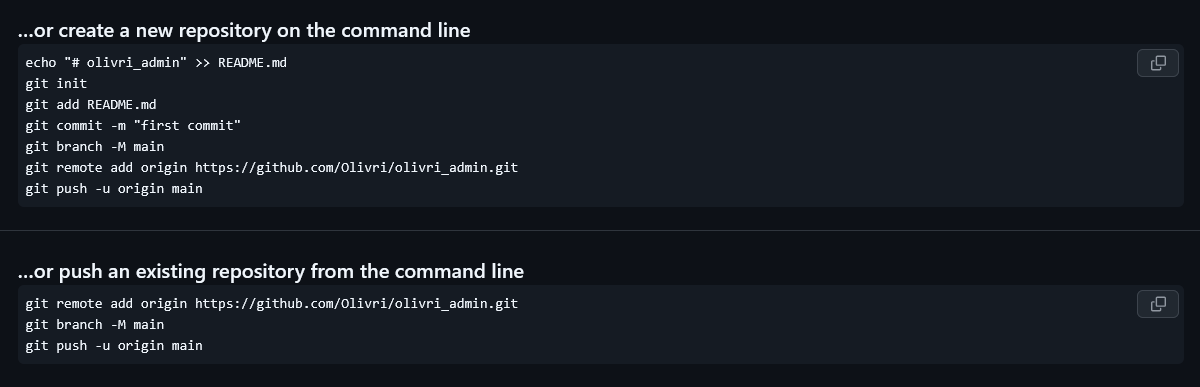 ...or create a new repository on the command line
echo "# olivri_admin" >> README.md
git init
git add README.md
git commit -m "first commit"
git branch -M main
git remote add origin https://github.com/Olivri/olivri_admin.git
git push -u origin main
...or push an existing repository from the command line
git remote add origin https://github.com/Olivri/olivri_admin.git
git branch -M main
git push -u origin main